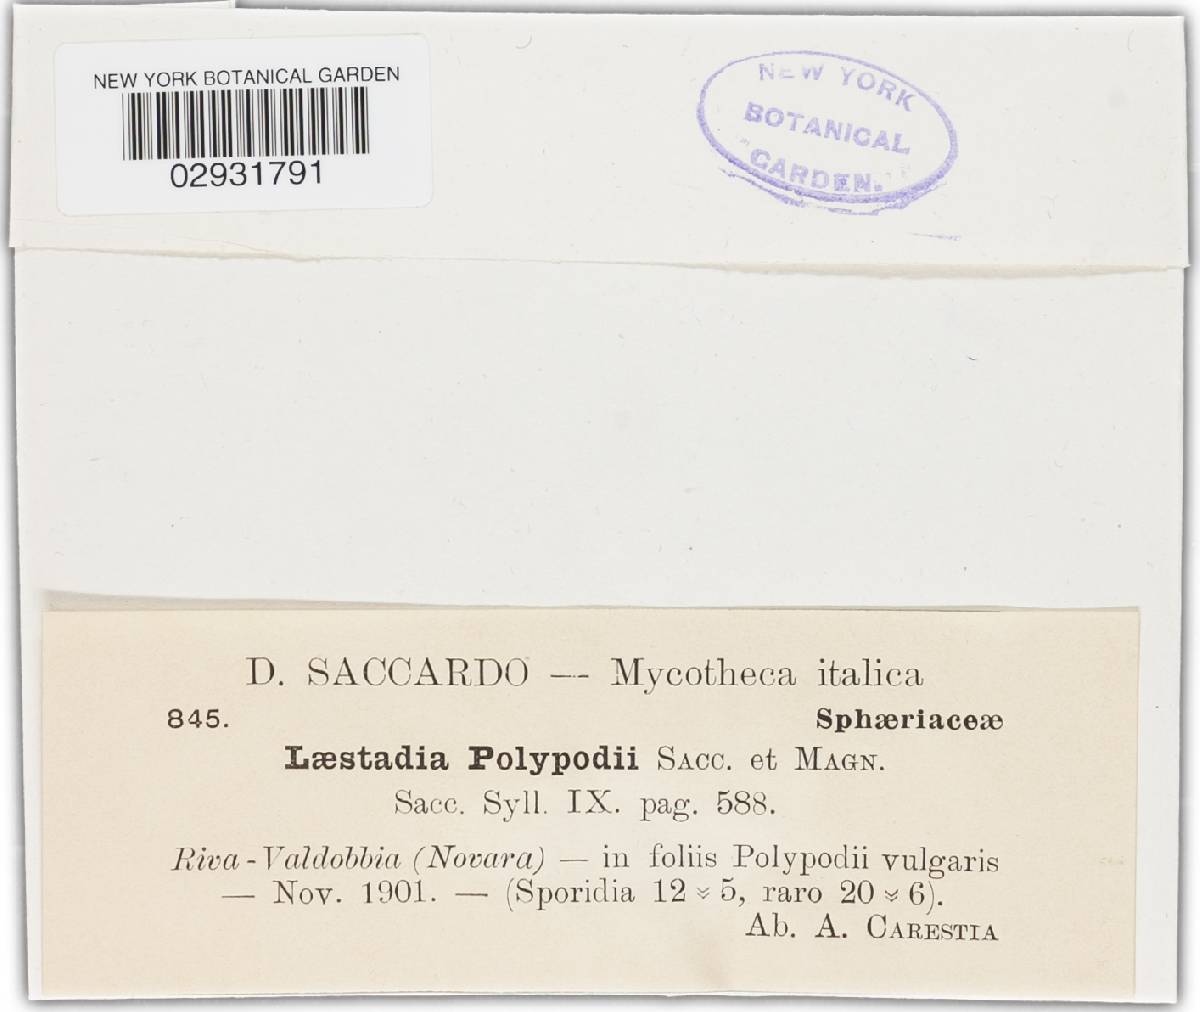 NEW YORK BOTANICAL GARDEN
02931791
NEW YORK
BOTANICAL
GARDEN.
D. SACCARDO — Mycotheca italica
845. Sphæriaceæ
Læstadia Polypodii SACC. et MAGN.
Sacc. Syll. IX. pag. 588.
Riva-Valdobbia (Novara) — in foliis Polypodii vulgaris
— Nov. 1901. — (Sporidia 12 ⨉ 5, raro 20 ⨉ 6).
Ab. A. CARESTIA